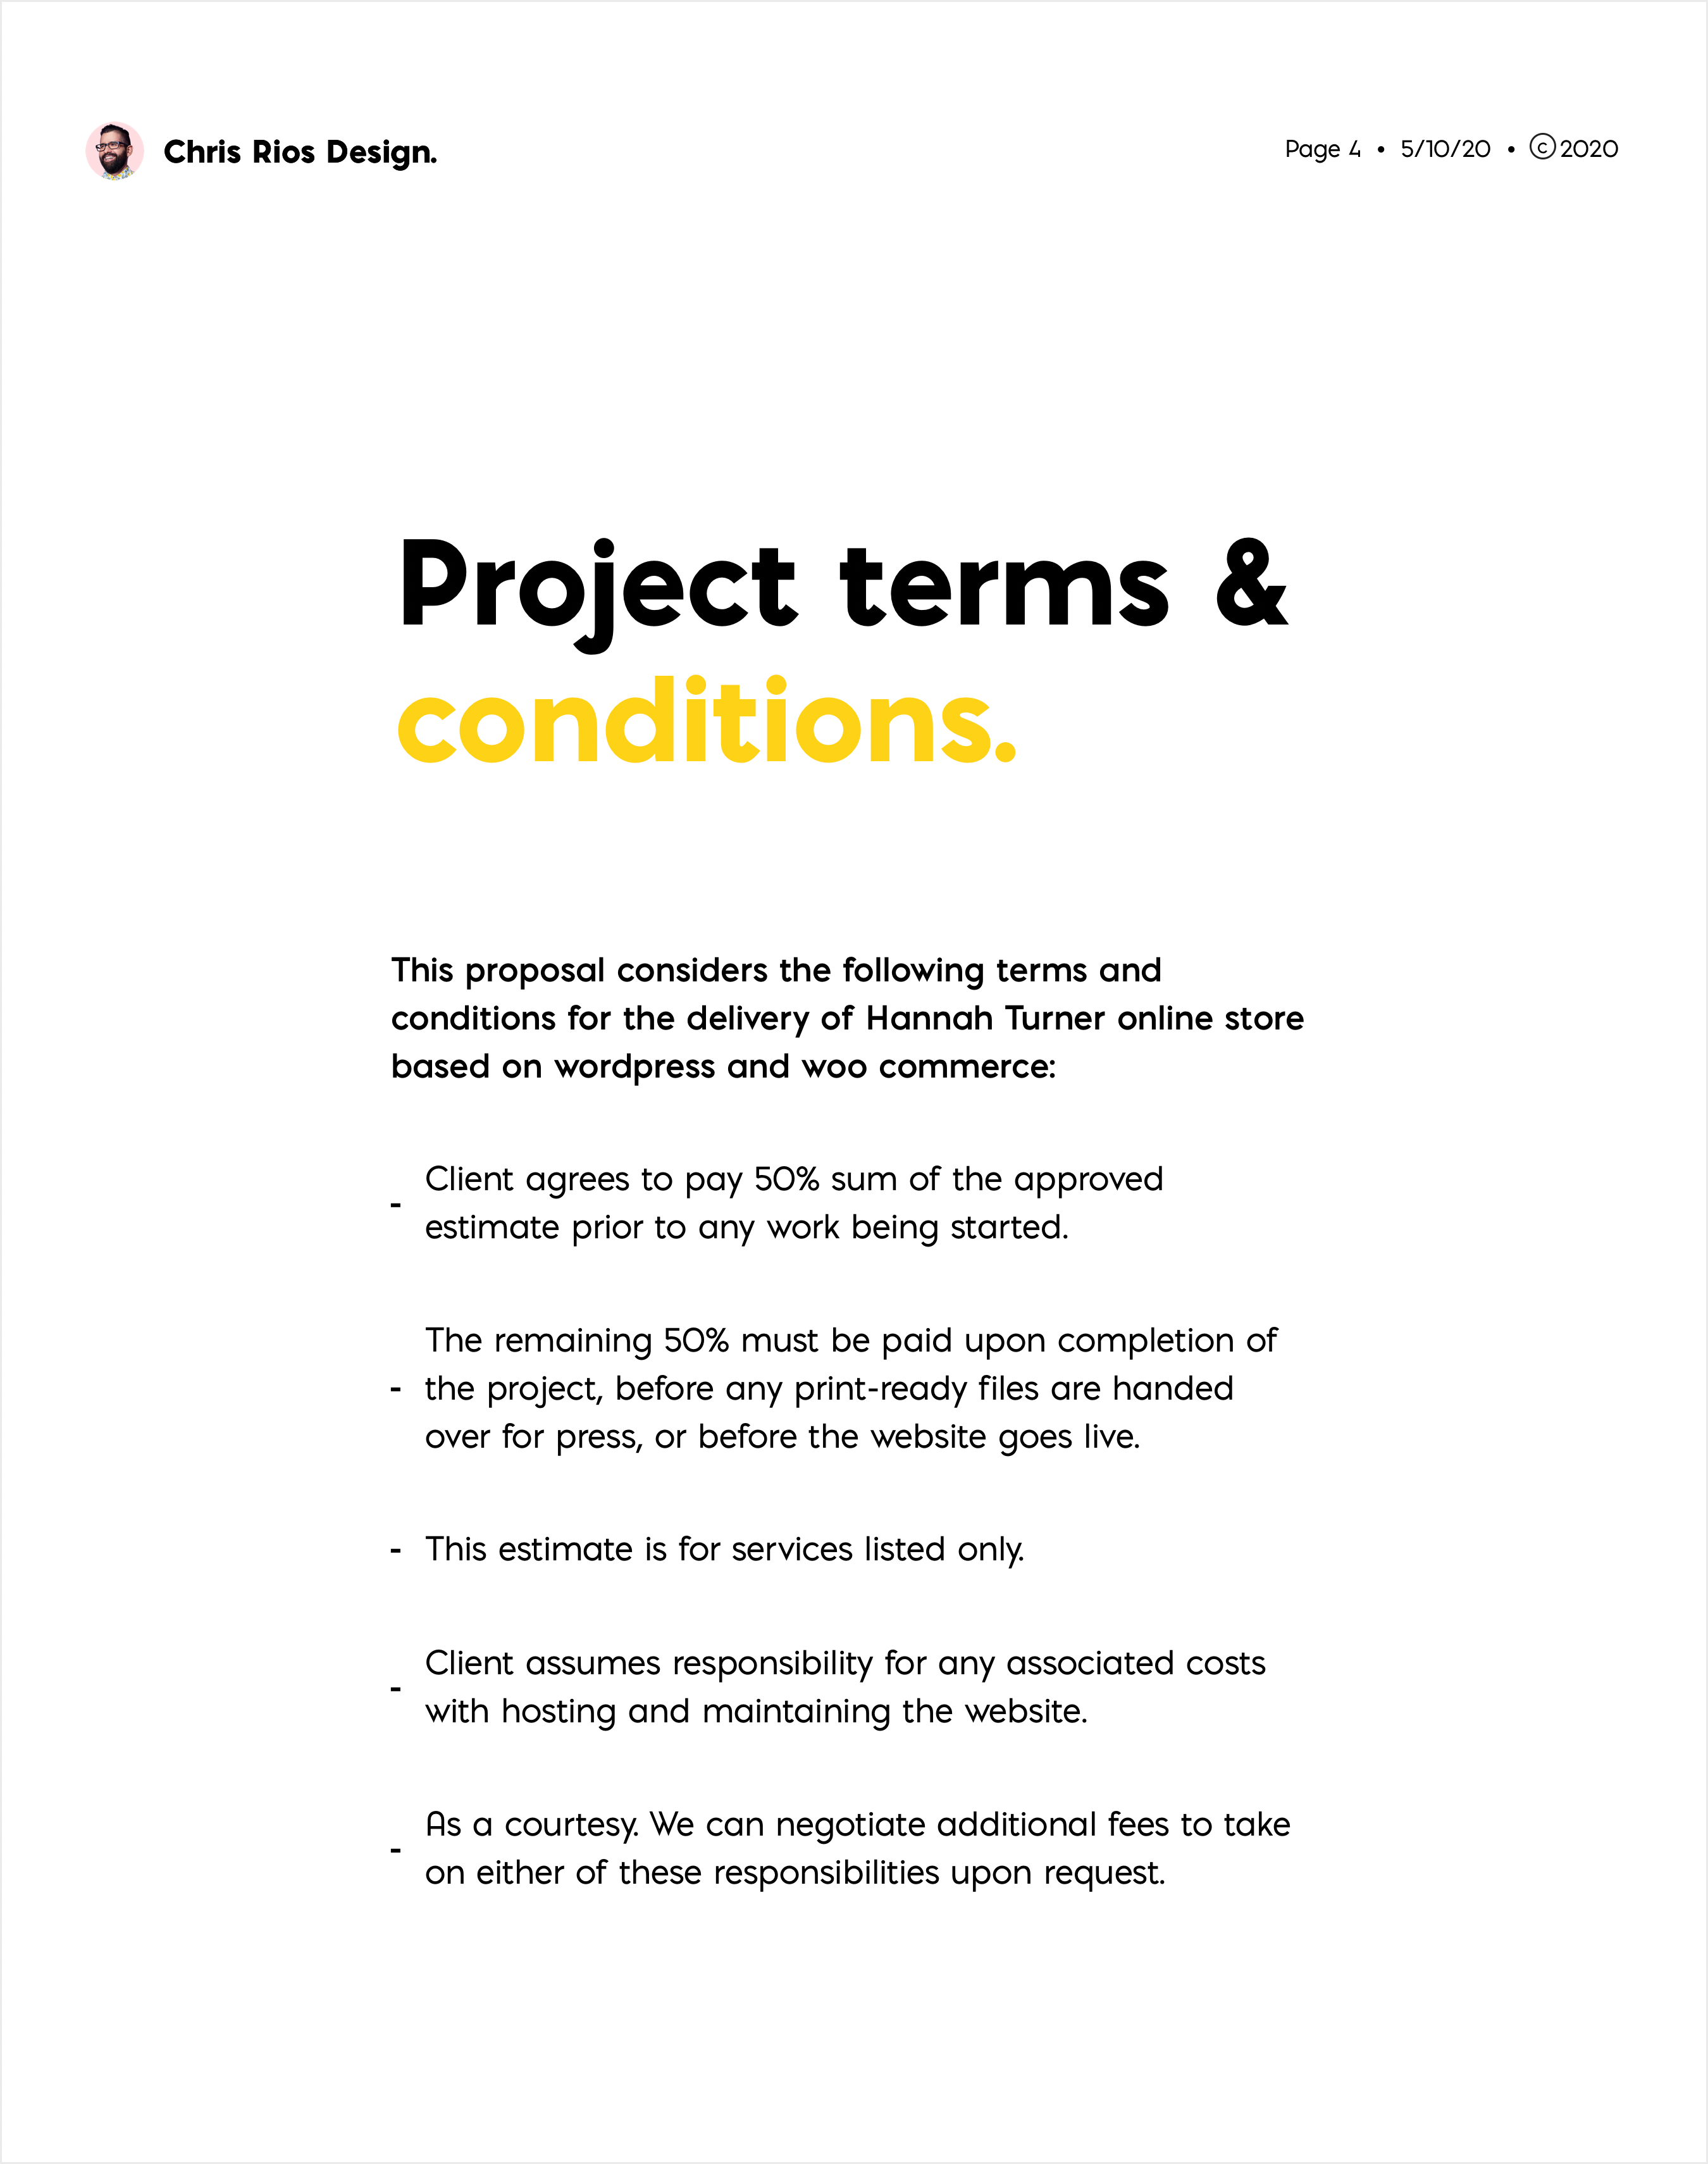 Chris Rios Design.
Page 4 • 5/10/20 • ©2020
Project terms &
conditions.
This proposal considers the following terms and
conditions for the delivery of Hannah Turner online store
based on wordpress and woo commerce:
- Client agrees to pay 50% sum of the approved
estimate prior to any work being started.
The remaining 50% must be paid upon completion of
- the project, before any print-ready files are handed
over for press, or before the website goes live.
- This estimate is for services listed only.
- Client assumes responsibility for any associated costs
with hosting and maintaining the website.
- As a courtesy. We can negotiate additional fees to take
on either of these responsibilities upon request.